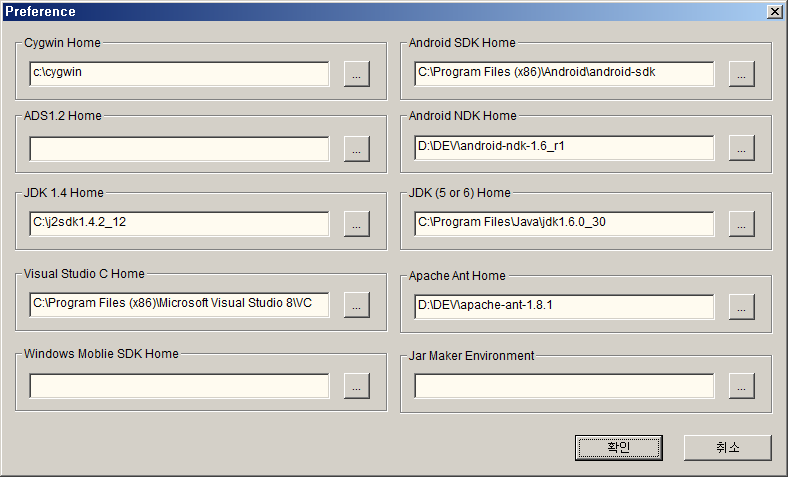 Preference
Cygwin Home
c:\cygwin
...
Android SDK Home
C:\Program Files (x86)\Android\android-sdk
...
ADS1.2 Home
...
Android NDK Home
D:\DEV\android-ndk-1.6_r1
...
JDK 1.4 Home
C:\j2sdk1.4.2_12
...
JDK (5 or 6) Home
C:\Program Files\Java\jdk1.6.0_30
...
Visual Studio C Home
C:\Program Files (x86)\Microsoft Visual Studio 8\VC
...
Apache Ant Home
D:\DEV\apache-ant-1.8.1
...
Windows Moblie SDK Home
...
Jar Maker Environment
...
확인
취소